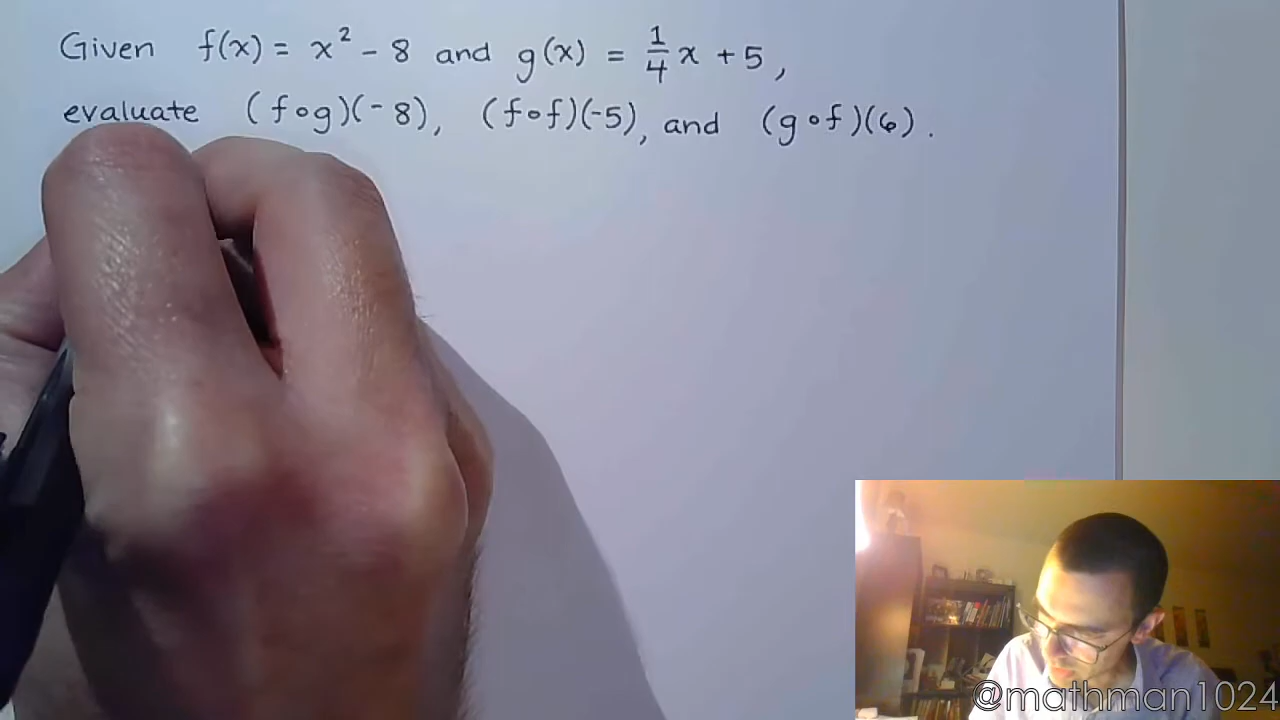 Given f(x) = x² - 8 and g(x) = 1/4 x + 5,
evaluate (f∘g)(-8), (f∘f)(-5), and (g∘f)(6).
@mathman1024